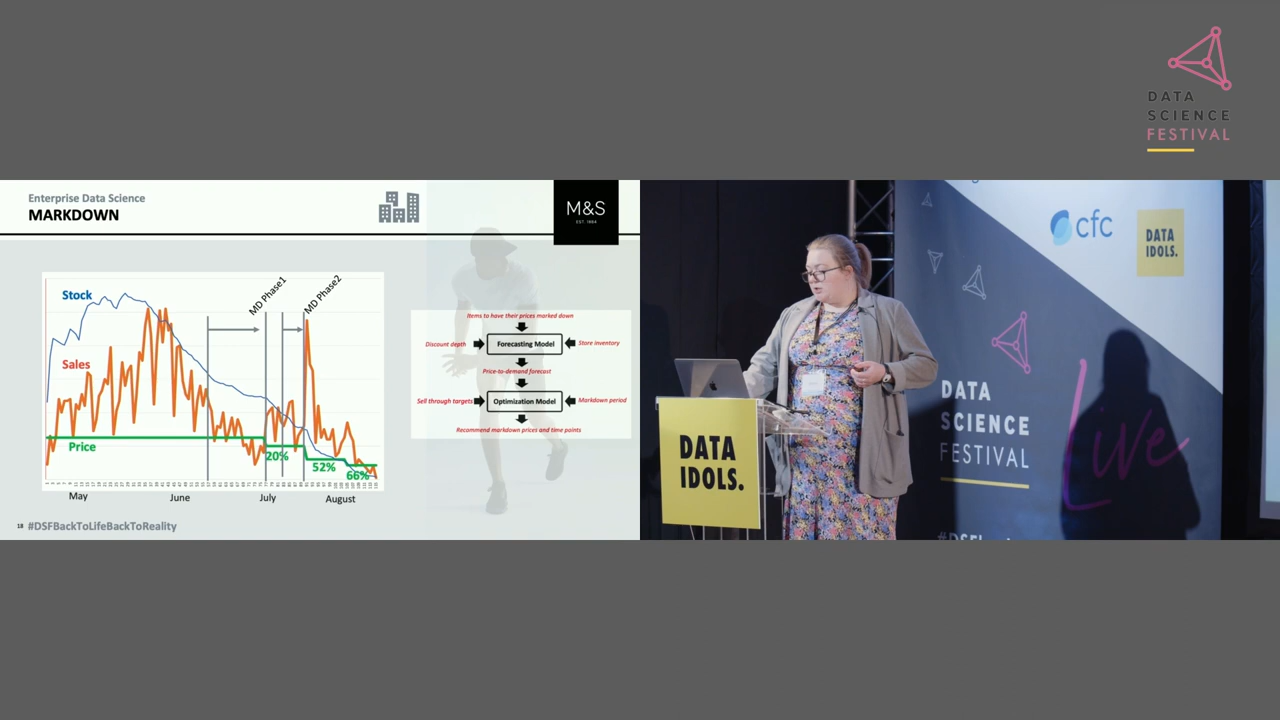 DATA
SCIENCE
FESTIVAL
Enterprise Data Science
MARKDOWN
M&S
EST. 1884
Stock
Sales
Price
MD Phase1
MD Phase2
20%
52%
66%
May
June
July
August
Items to have their prices marked down
Discount depth
Forecasting Model
Store inventory
Price-to-demand forecast
Sell through targets
Optimization Model
Markdown period
Recommend markdown prices and time points
18
#DSFBackToLifeBackToReality
cfc
DATA
IDOLS.
DATA
SCIENCE
FESTIVAL
Live
DATA
IDOLS.